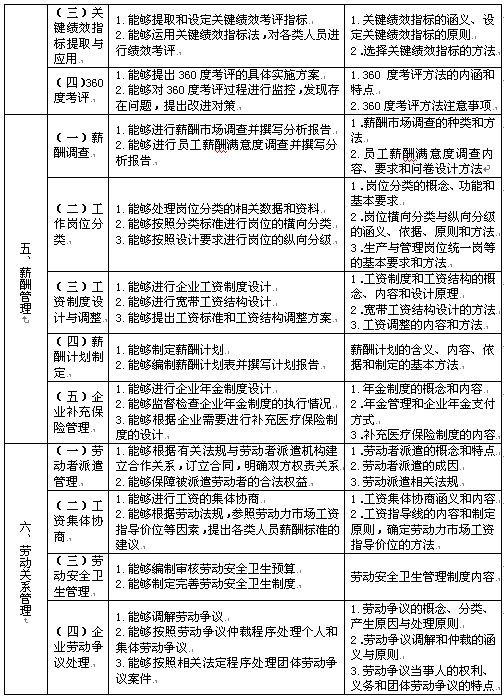 （三）关
键绩效指
标提取与
应用
1.能够提取和设定关键绩效考评指标
2.能够运用关键绩效指标法，对各类人员进
行绩效考评。
1.关键绩效指标的涵义、设
定关键绩效指标的原则
2.选择关键绩效指标的方法
（四）360
度考评
1.能够提出360度考评的具体实施方案
2.能够对360度考评过程进行监控，发现存
在问题，提出改进对策
1.360度考评方法的内涵和
特点
2.360度考评方法注意事项
五、薪酬管理
（一）薪
酬调查
1.能够进行薪酬市场调查并撰写分析报告
2.能够进行员工薪酬满意度调查并撰写分
析报告
1.薪酬市场调查的种类和方
法
2.员工薪酬满意度调查内
容、要求和问卷设计方法
（二）工
作岗位分
类
1.能够处理岗位分类的相关数据和资料
2.能够按照分类标准进行岗位的横向分类
3.能够按照设计要求进行岗位的纵向分级
1.岗位分类的概念、功能和
基本要求
2.岗位横向分类与纵向分级
的涵义、依据、原则和方法
3.生产与管理岗位统一岗等
的基本要求和方法
（三）工
资制度设
计与调整
1.能够进行企业工资制度设计
2.能够进行宽带工资结构设计
3.能够提出工资标准和工资结构调整方案
1.工资制度和工资结构的概
念、内容和设计原理
2.宽带工资结构设计的方法
3.工资调整的内容和方法
（四）薪
酬计划制
定
1.能够制定薪酬计划
2.能够编制薪酬计划表并撰写计划报告
薪酬计划的含义、内容、依
据和制定的基本方法
（五）企
业补充保
险管理
1.能够进行企业年金制度设计
2.能够监督检查企业年金制度的执行情况
3.能够根据企业需要进行补充医疗保险制
度的设计
1.年金制度的概念和内容
2.年金管理和企业年金支付
方式
3.补充医疗保险制度的内容
六、劳动关系管理
（一）劳
动者派遣
管理
1.能够根据有关法规与劳动者派遣机构建
立合作关系，订立合同，明确双方权责关系
2.能够保障被派遣劳动者的合法权益
1.劳动者派遣的概念和特点
2.劳动者派遣的成因
3.劳动派遣相关法规
（二）工
资集体协
商
1.能够进行工资的集体协商
2.能够根据劳动法规，参照劳动力市场工资
指导价位等因素，提出各类人员薪酬标准的
建议
1.工资集体协商涵义和内容
2.工资指导线的内容和制定
原则，确定劳动力市场工资
指导价位的方法。
（三）劳
动安全卫
生管理
1.能够编制审核劳动安全卫生预算
2.能够制定完善劳动安全卫生制度
劳动安全卫生管理制度内容
（四）企
业劳动争
议处理
1.能够调解劳动争议
2.能够按照劳动争议仲裁程序处理个人和
集体劳动争议。
3.能够按照相关法定程序处理团体劳动争
议案件
1.劳动争议的概念、分类、
产生原因与处理原则
2.劳动争议调解和仲裁的涵
义与原则
3.劳动争议当事人的权利、
义务和团体劳动争议的特点